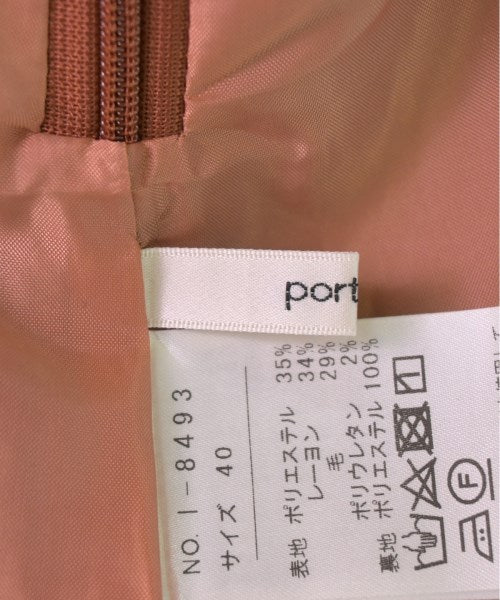 port
NO. I-8493
サイズ 40
表地 ポリエステル 35%
レーヨン 34%
毛 29%
ポリウレタン 2%
裏地 ポリエステル 100%
F